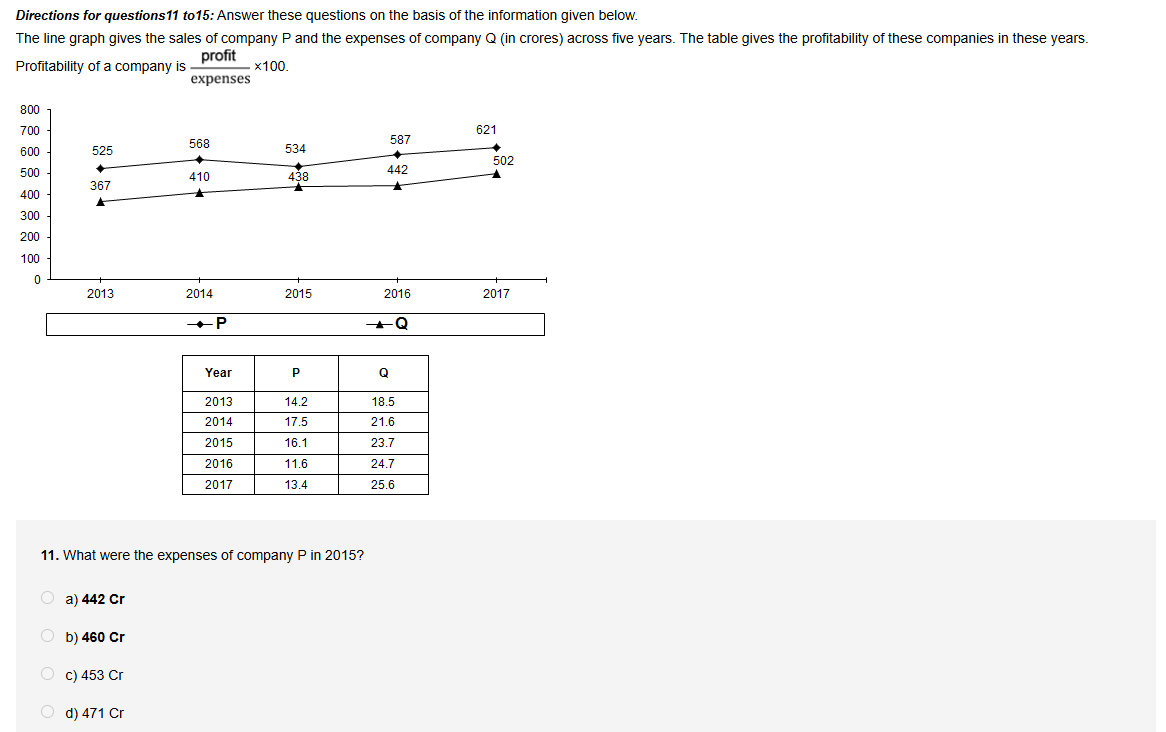 Directions for questions11 to15: Answer these questions on the basis of the information given below.
The line graph gives the sales of company P and the expenses of company Q (in crores) across five years. The table gives the profitability of these companies in these years.
Profitability of a company is profit/expenses ×100.
800
700
600
500
400
300
200
100
0
525 568 534 587 621
367 410 438 442 502
2013 2014 2015 2016 2017
P Q
Year P Q
2013 14.2 18.5
2014 17.5 21.6
2015 16.1 23.7
2016 11.6 24.7
2017 13.4 25.6
11. What were the expenses of company P in 2015?
a) 442 Cr
b) 460 Cr
c) 453 Cr
d) 471 Cr